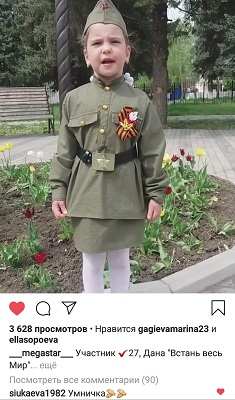 3 628 просмотров • Нравится gagievamarina23 и
ellasopoeva
___megastar___ Участник ✔27, Дана "Встань весь
Мир"... ещё
Посмотреть все комментарии (90)
siukaeva1982 Умничка👏👏